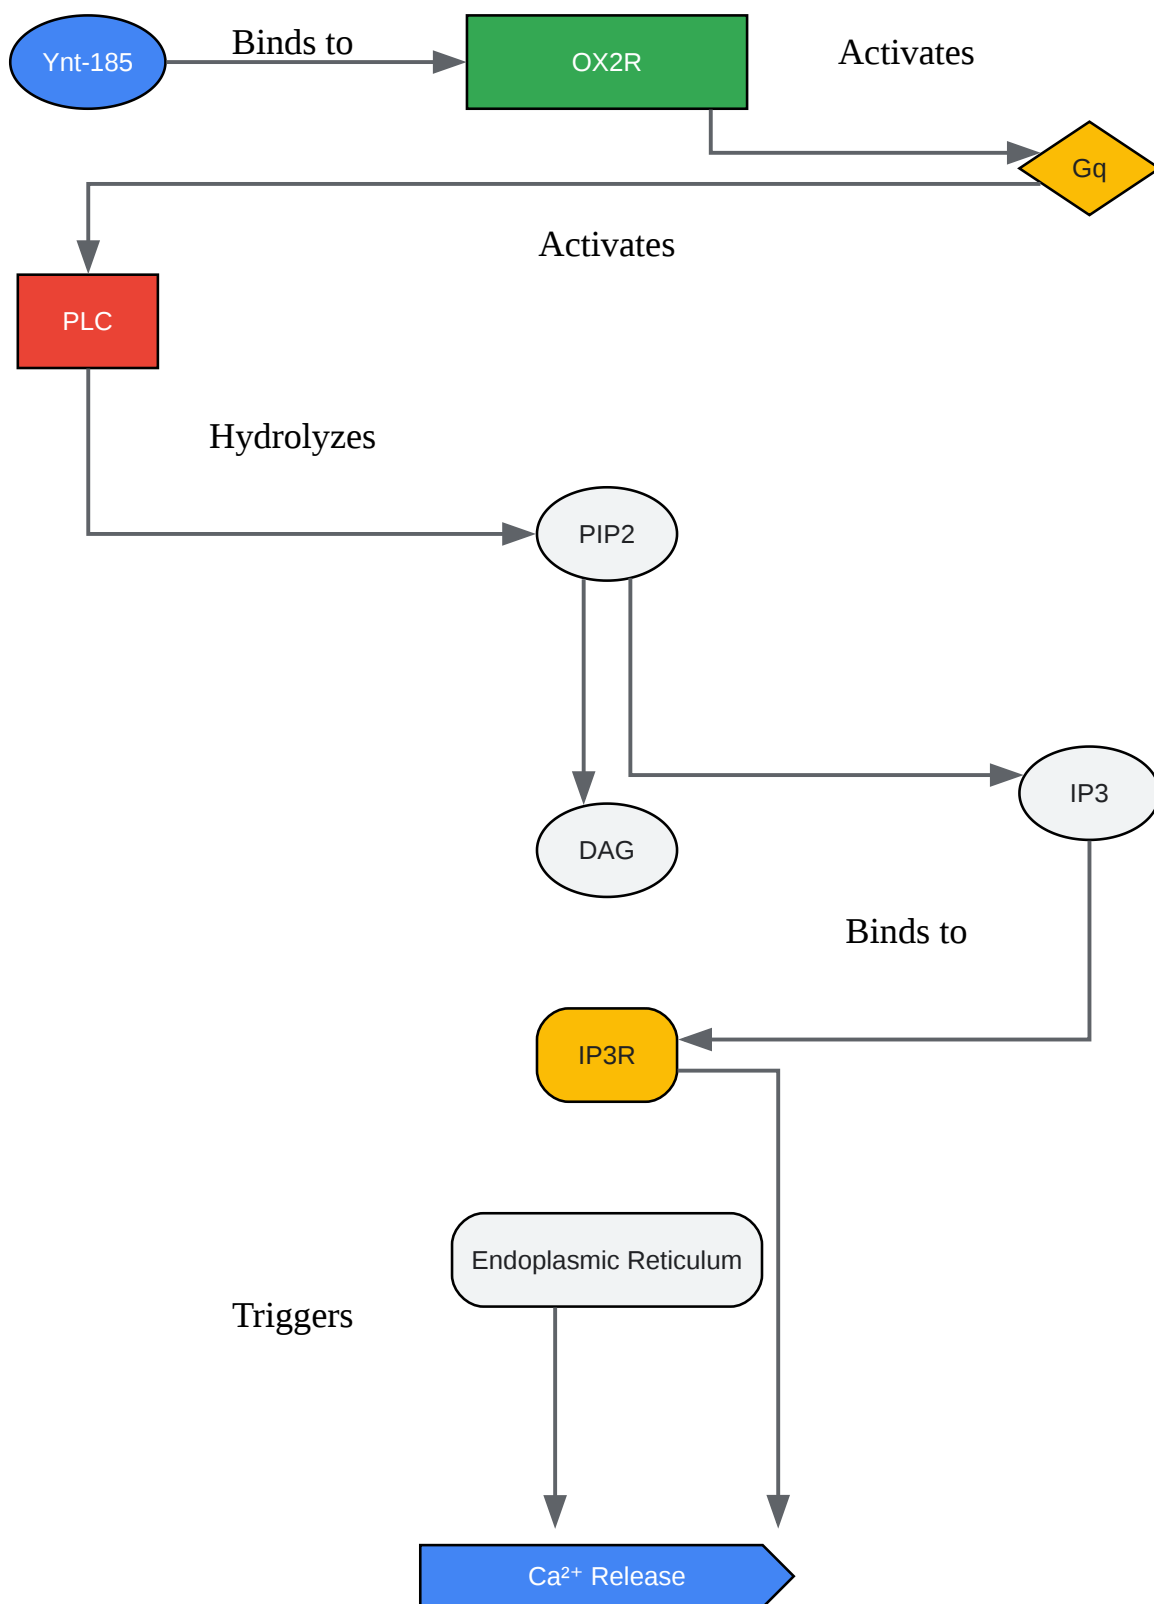 Ynt-185
Binds to
OX2R
Activates
Gq
Activates
PLC
Hydrolyzes
PIP2
IP3
DAG
Binds to
IP3R
Endoplasmic Reticulum
Triggers
Ca²⁺ Release